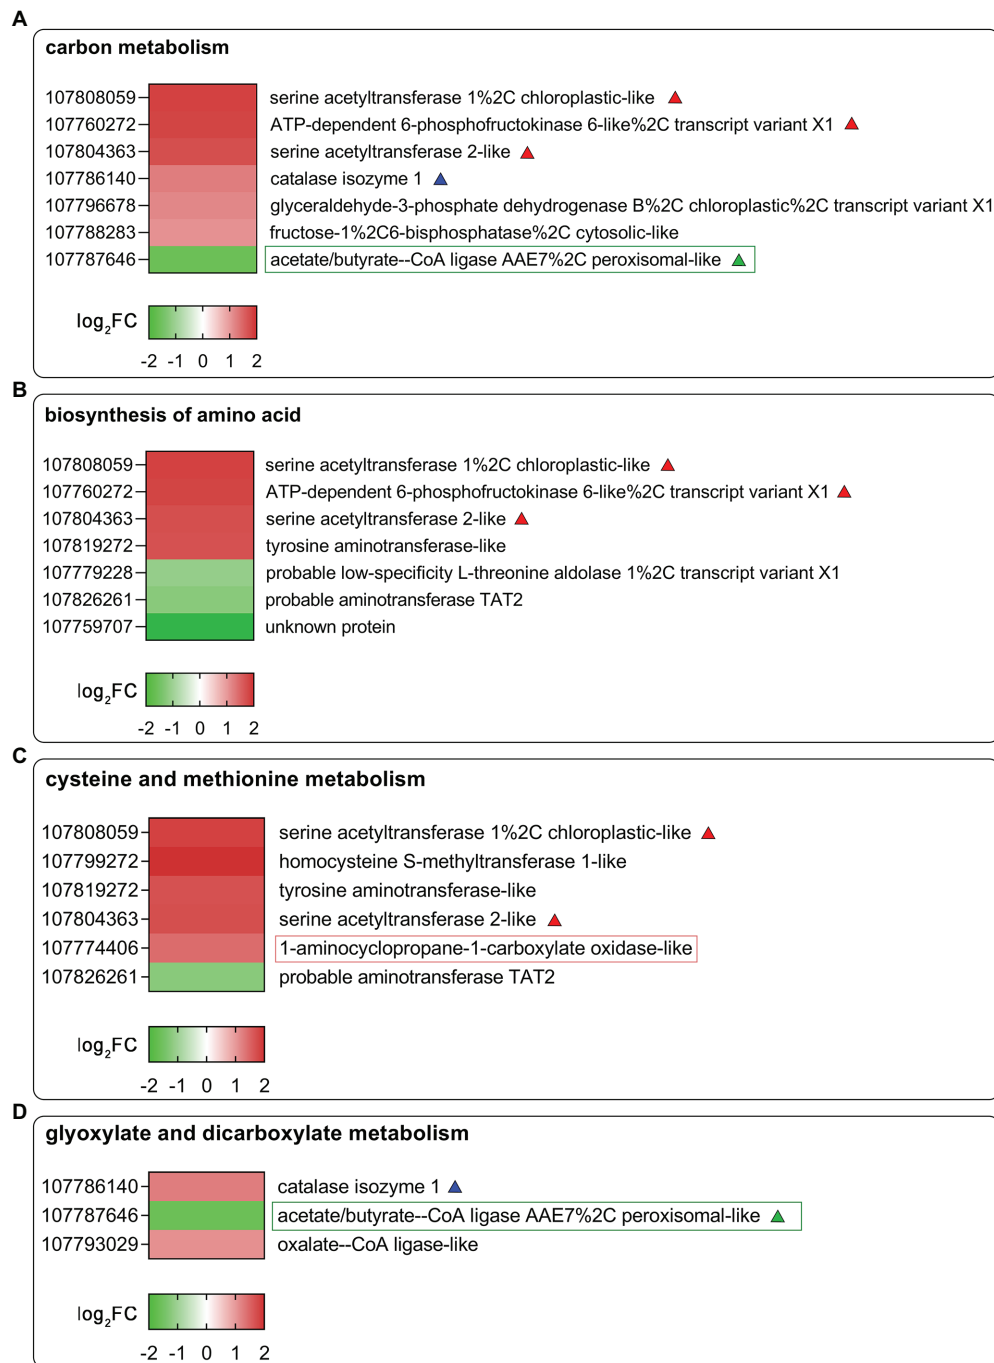 A
carbon metabolism
107808059 serine acetyltransferase 1%2C chloroplastic-like
107760272 ATP-dependent 6-phosphofructokinase 6-like%2C transcript variant X1
107804363 serine acetyltransferase 2-like
107786140 catalase isozyme 1
107796678 glyceraldehyde-3-phosphate dehydrogenase B%2C chloroplastic%2C transcript variant X1
107788283 fructose-1%2C6-bisphosphatase%2C cytosolic-like
107787646 acetate/butyrate--CoA ligase AAE7%2C peroxisomal-like
log2FC
-2 -1 0 1 2
B
biosynthesis of amino acid
107808059 serine acetyltransferase 1%2C chloroplastic-like
107760272 ATP-dependent 6-phosphofructokinase 6-like%2C transcript variant X1
107804363 serine acetyltransferase 2-like
107819272 tyrosine aminotransferase-like
107779228 probable low-specificity L-threonine aldolase 1%2C transcript variant X1
107826261 probable aminotransferase TAT2
107759707 unknown protein
log2FC
-2 -1 0 1 2
C
cysteine and methionine metabolism
107808059 serine acetyltransferase 1%2C chloroplastic-like
107799272 homocysteine S-methyltransferase 1-like
107819272 tyrosine aminotransferase-like
107804363 serine acetyltransferase 2-like
107774406 1-aminocyclopropane-1-carboxylate oxidase-like
107826261 probable aminotransferase TAT2
log2FC
-2 -1 0 1 2
D
glyoxylate and dicarboxylate metabolism
107786140 catalase isozyme 1
107787646 acetate/butyrate--CoA ligase AAE7%2C peroxisomal-like
107793029 oxalate--CoA ligase-like
log2FC
-2 -1 0 1 2